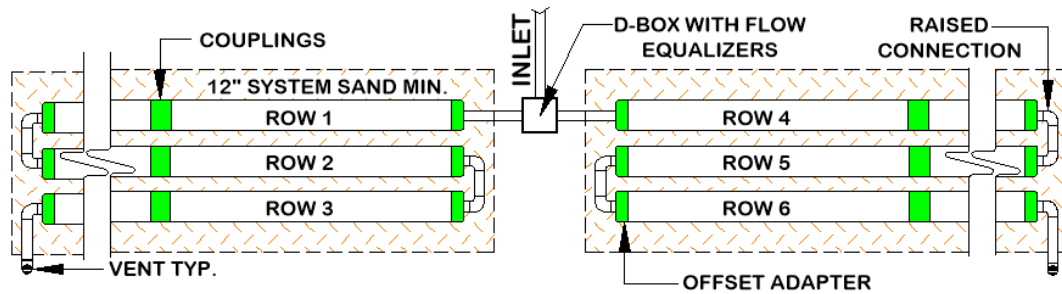 COUPLINGS
INLET
D-BOX WITH FLOW
EQUALIZERS
RAISED
CONNECTION
12" SYSTEM SAND MIN.
ROW 1
ROW 4
ROW 2
ROW 5
ROW 3
ROW 6
VENT TYP.
OFFSET ADAPTER